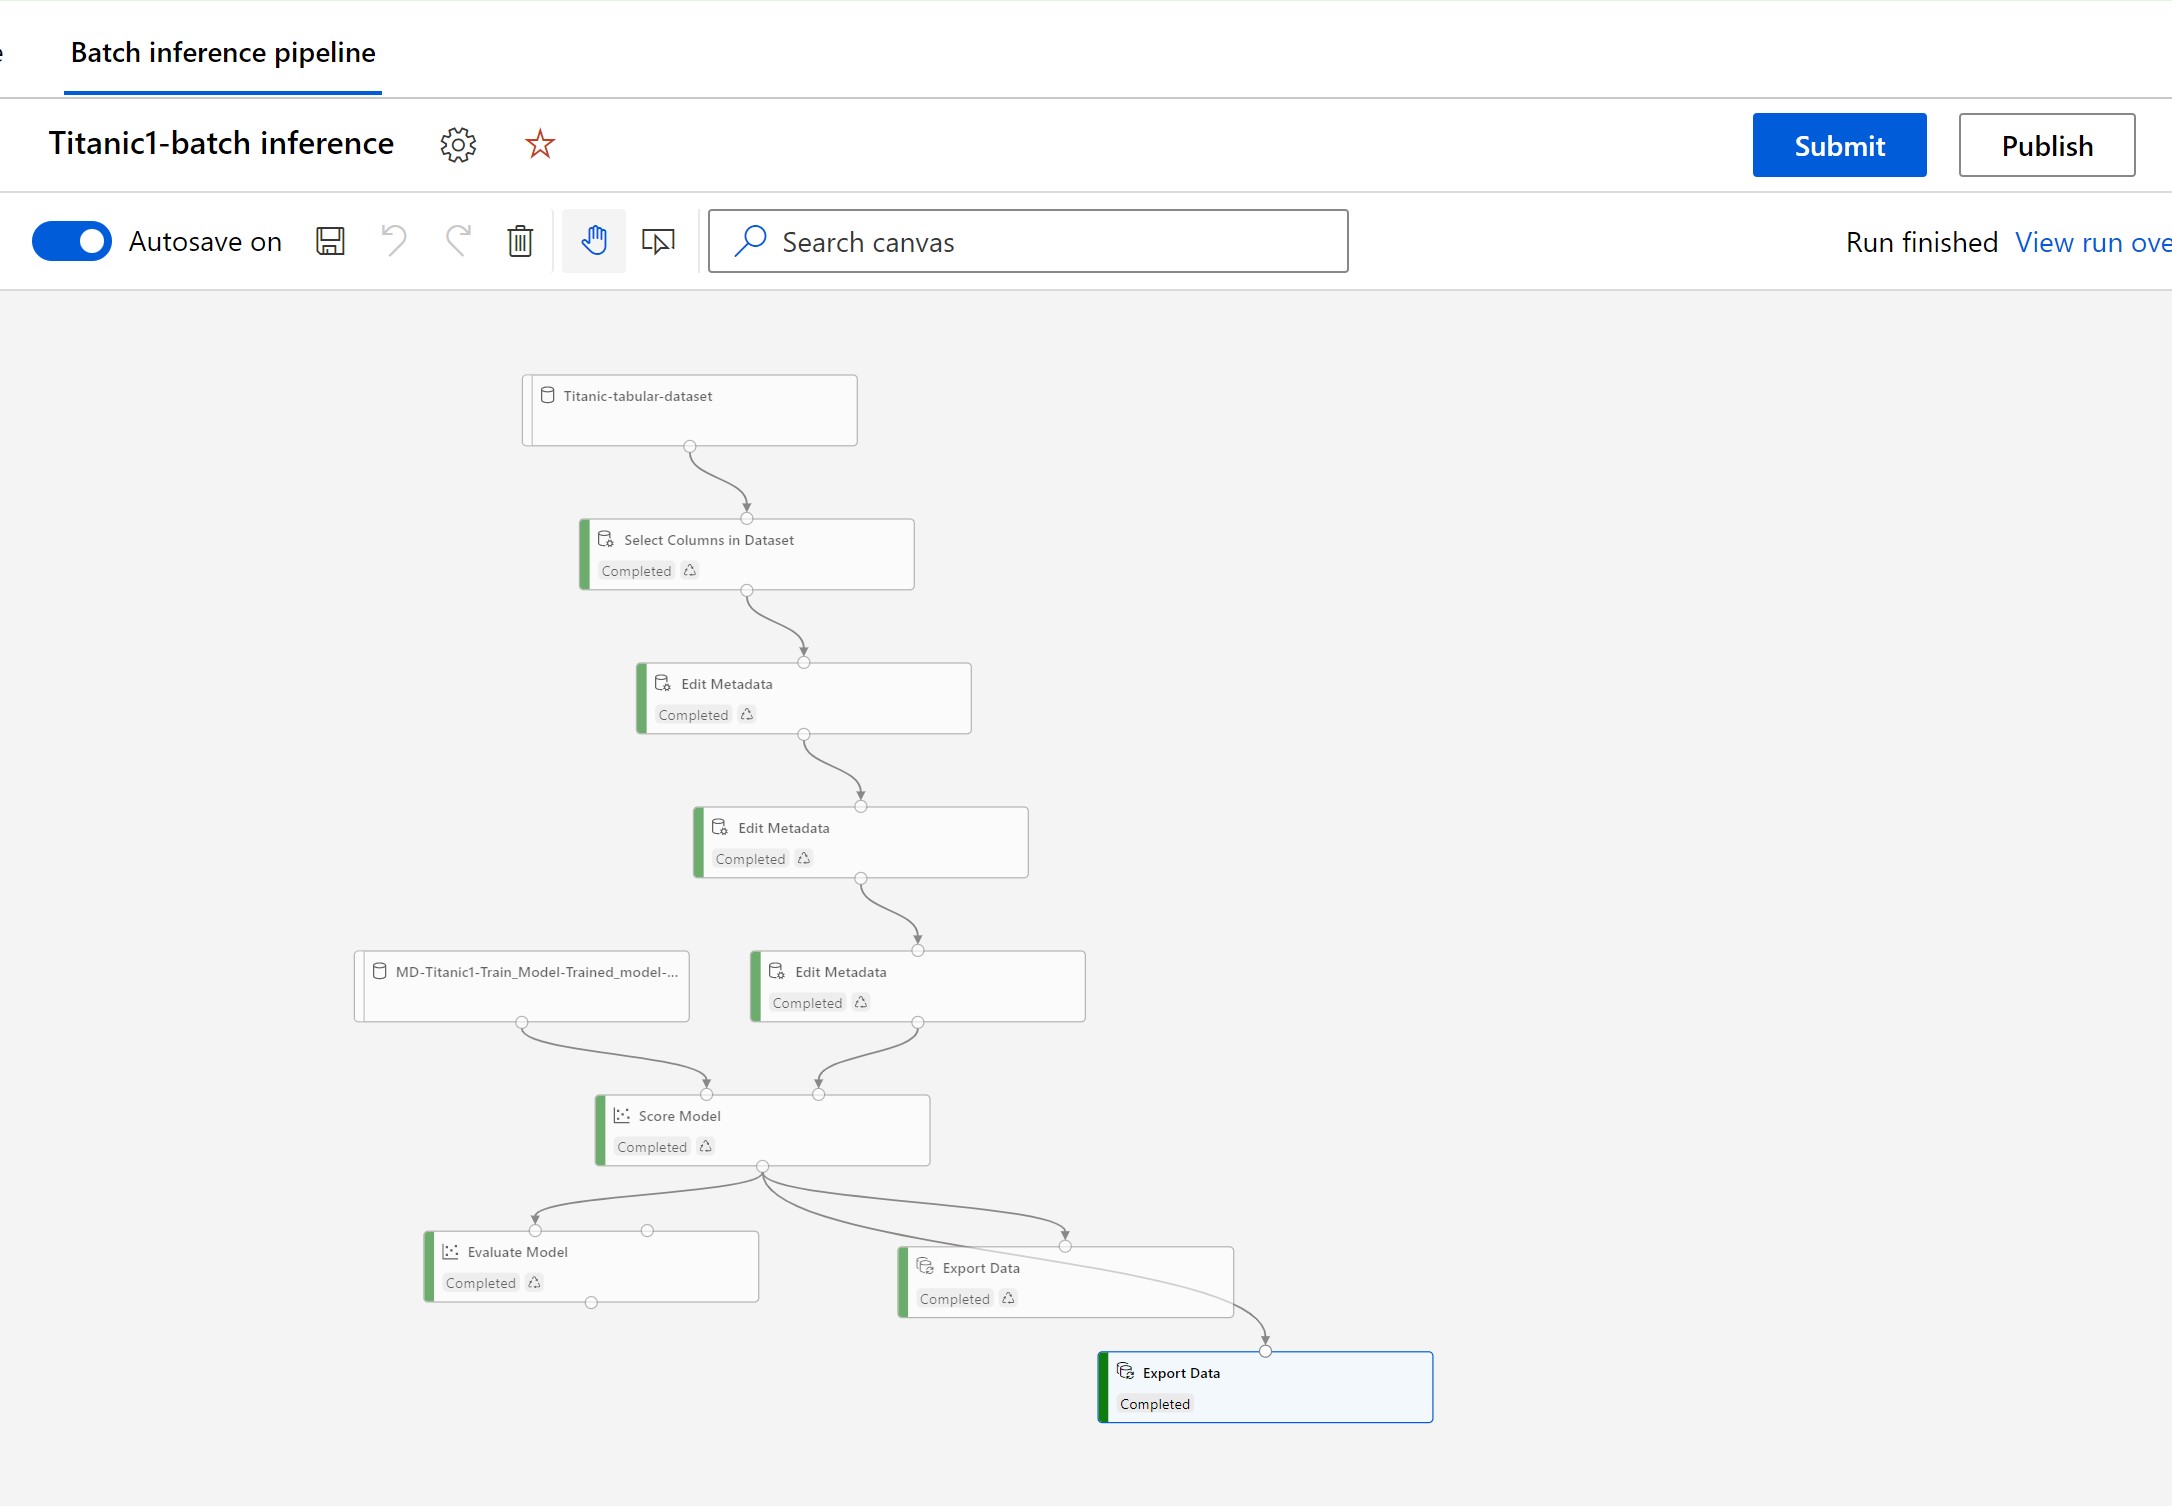 e
Batch inference pipeline
Titanic1-batch inference
Submit
Publish
Autosave on
Search canvas
Run finished View run ove
Titanic-tabular-dataset
Select Columns in Dataset
Completed
Edit Metadata
Completed
Edit Metadata
Completed
MD-Titanic1-Train_Model-Trained_model-...
Edit Metadata
Completed
Score Model
Completed
Evaluate Model
Completed
Export Data
Completed
Export Data
Completed